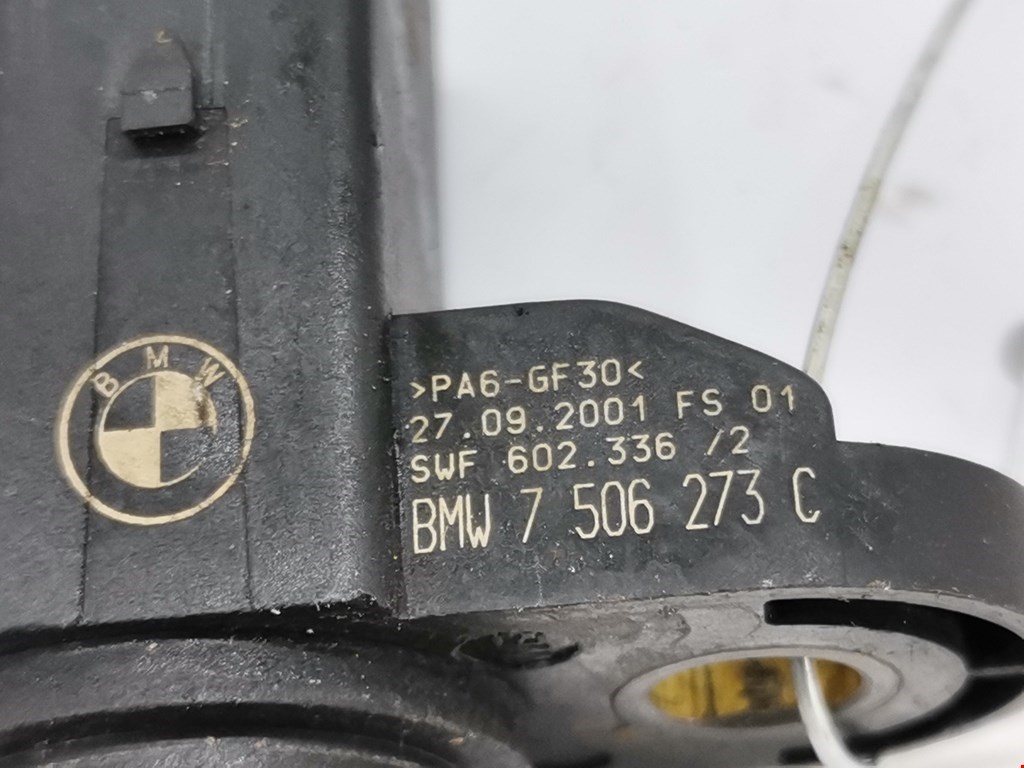 BMW
>PA6-GF30<
27.09.2001 FS 01
SWF 602.336 /2
BMW 7 506 273 C